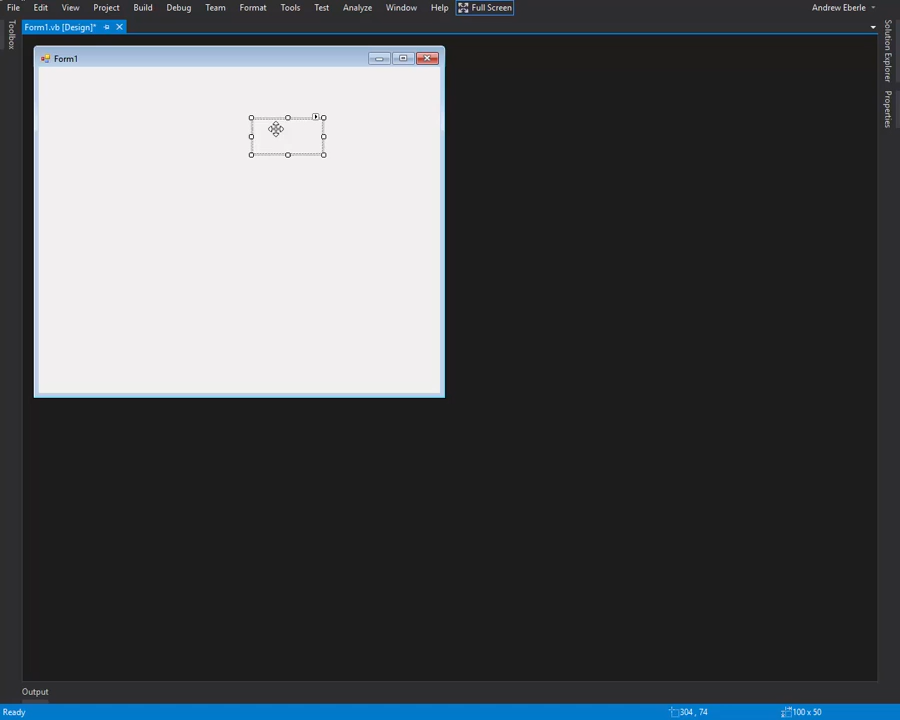 File Edit View Project Build Debug Team Format Tools Test Analyze Window Help Full Screen Andrew Eberle
Form1.vb [Design]*
Toolbox
Solution Explorer
Properties
Form1
Output
Ready 304 , 74 100 x 50